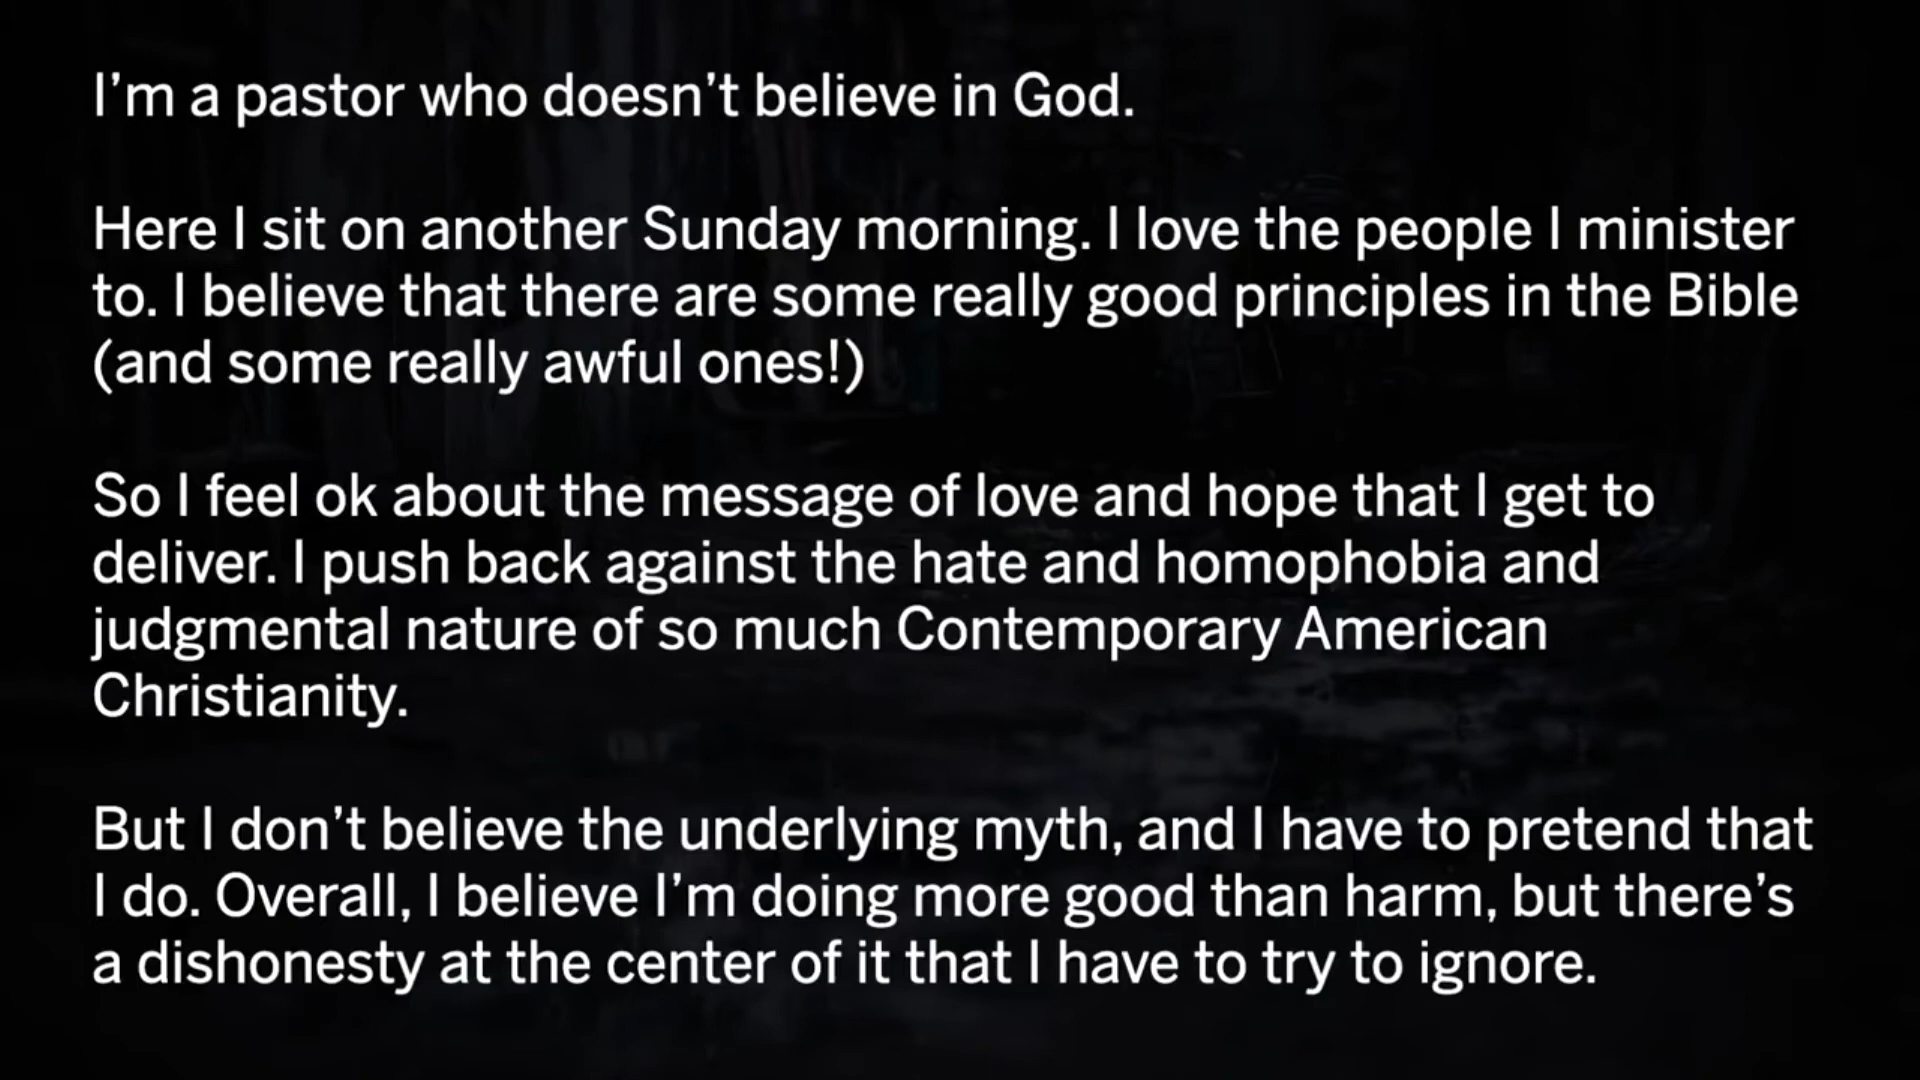 I’m a pastor who doesn’t believe in God.
Here I sit on another Sunday morning. I love the people I minister
to. I believe that there are some really good principles in the Bible
(and some really awful ones!)
So I feel ok about the message of love and hope that I get to
deliver. I push back against the hate and homophobia and
judgmental nature of so much Contemporary American
Christianity.
But I don’t believe the underlying myth, and I have to pretend that
I do. Overall, I believe I’m doing more good than harm, but there’s
a dishonesty at the center of it that I have to try to ignore.